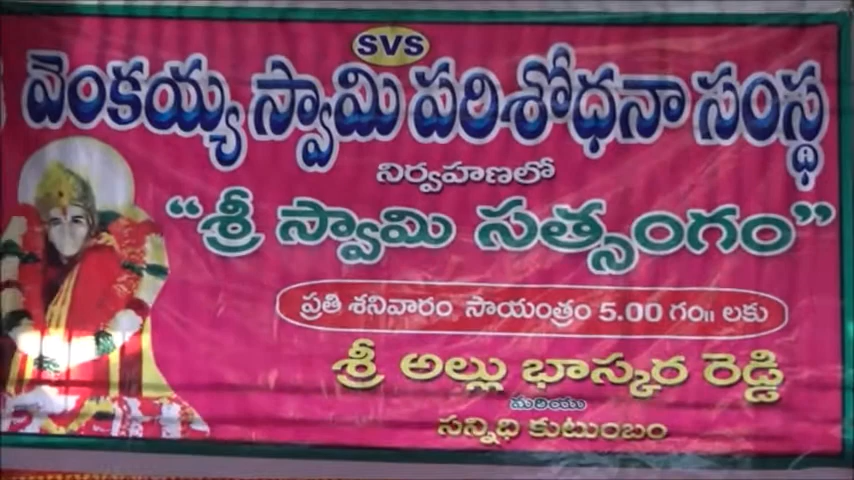 SVS
వెంకయ్య స్వామి పరిశోధనా సంస్థ
నిర్వహణలో
“శ్రీ స్వామి సత్సంగం”
ప్రతి శనివారం, సాయంత్రం 5.00 గం॥ లకు
శ్రీ అల్లు భాస్కర రెడ్డి
మరియు
సన్నిధి కుటుంబం